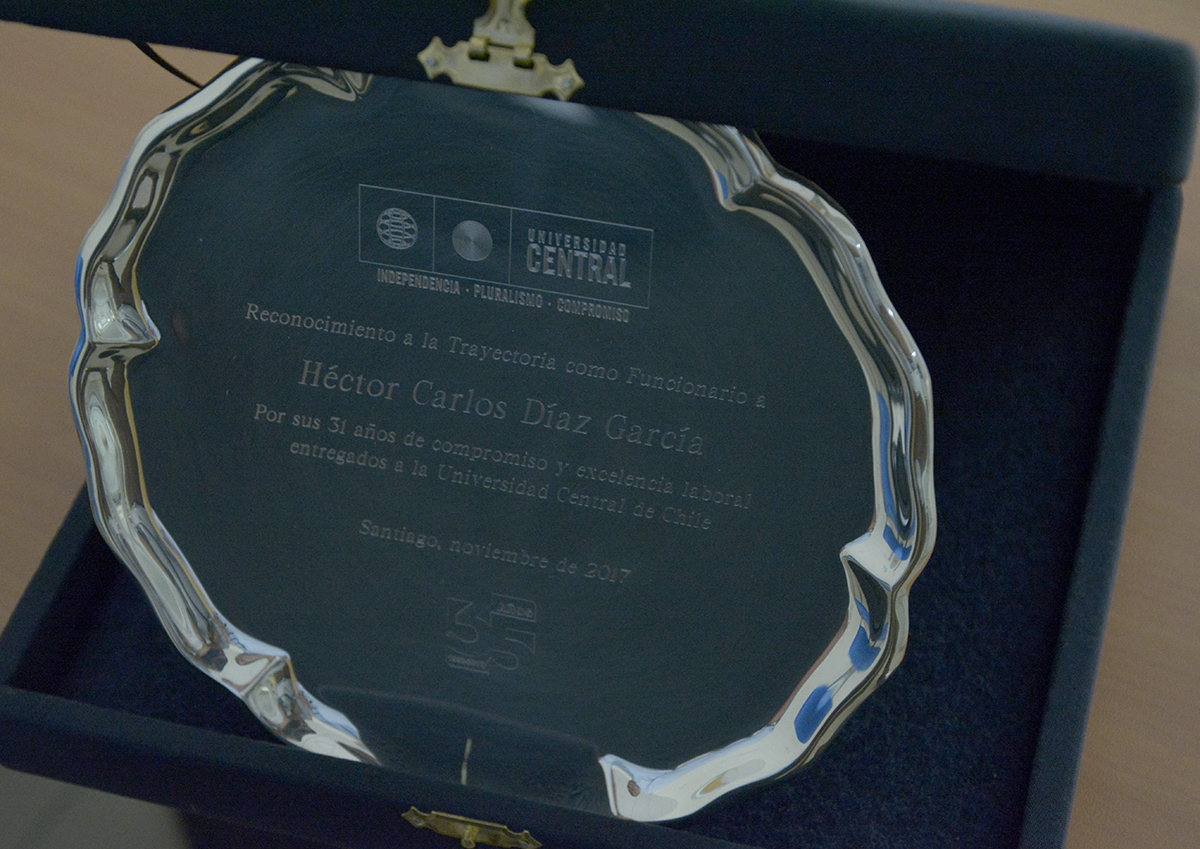 UNIVERSIDAD
CENTRAL
INDEPENDENCIA · PLURALISMO · COMPROMISO
Reconocimiento a la Trayectoria como Funcionario a
Héctor Carlos Díaz García
Por sus 31 años de compromiso y excelencia laboral
entregados a la Universidad Central de Chile
Santiago, noviembre de 2017
35 Años